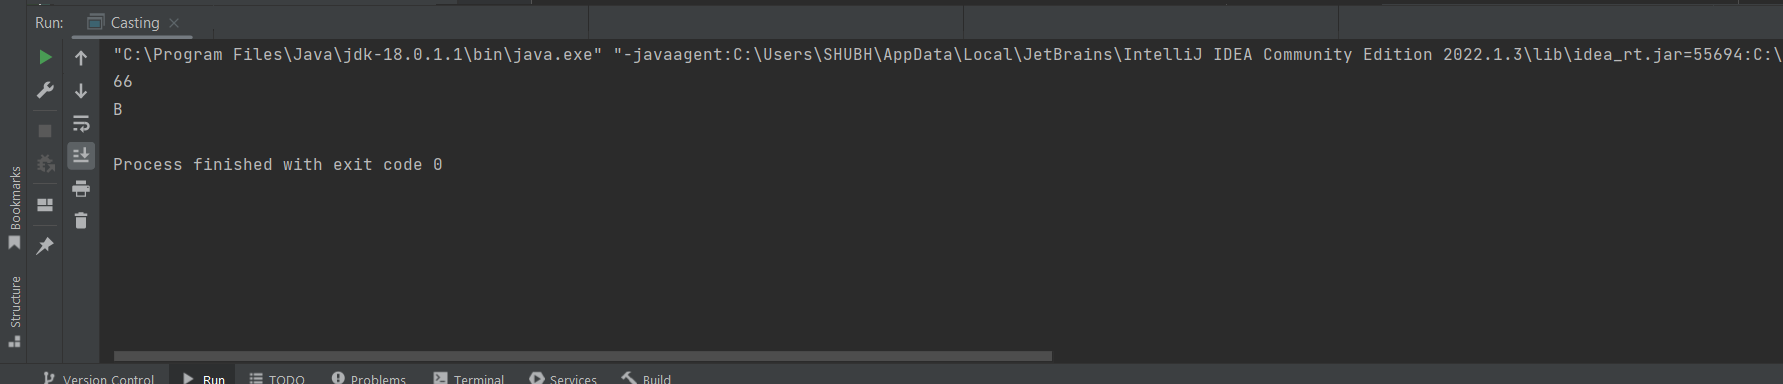 Run: Casting
"C:\Program Files\Java\jdk-18.0.1.1\bin\java.exe" "-javaagent:C:\Users\SHUBH\AppData\Local\JetBrains\IntelliJ IDEA Community Edition 2022.1.3\lib\idea_rt.jar=55694:C:\
66
B
Process finished with exit code 0
Bookmarks
Structure
Version Control Run TODO Problems Terminal Services Build